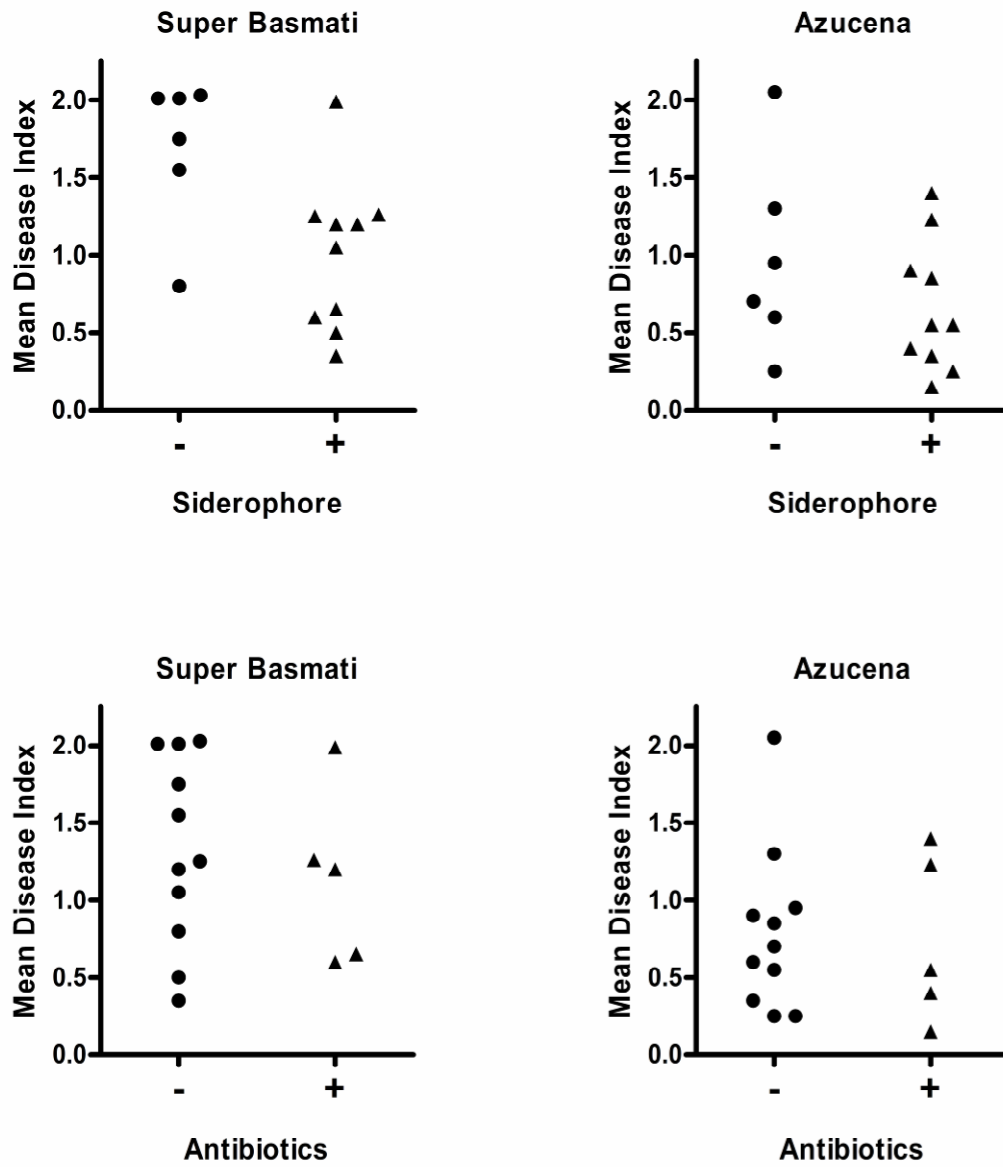 Super Basmati
Mean Disease Index
2.0
1.5
1.0
0.5
0.0
- +
Siderophore
Azucena
Mean Disease Index
2.0
1.5
1.0
0.5
0.0
- +
Siderophore
Super Basmati
Mean Disease Index
2.0
1.5
1.0
0.5
0.0
- +
Antibiotics
Azucena
Mean Disease Index
2.0
1.5
1.0
0.5
0.0
- +
Antibiotics